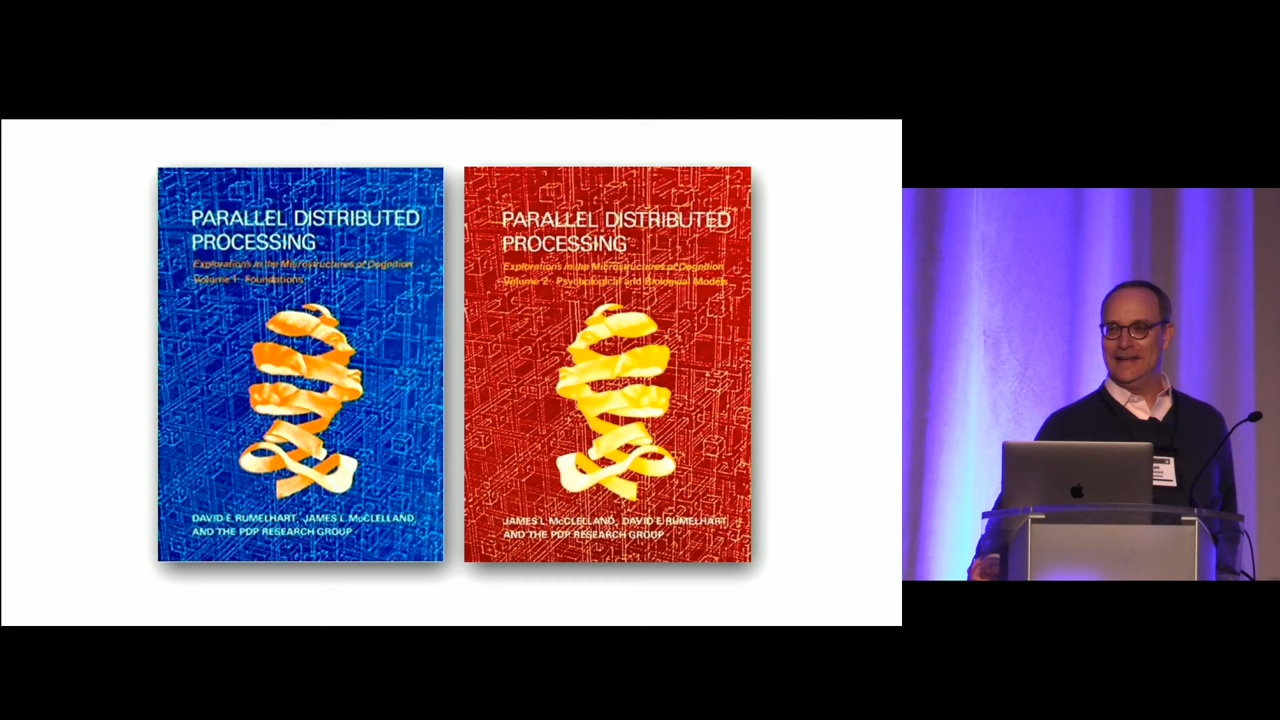 PARALLEL DISTRIBUTED
PROCESSING
Explorations in the Microstructures of Cognition
Volume 1: Foundations
DAVID E. RUMELHART, JAMES L. McCLELLAND,
AND THE PDP RESEARCH GROUP
PARALLEL DISTRIBUTED
PROCESSING
Explorations in the Microstructures of Cognition
Volume 2: Psychological and Biological Models
JAMES L. McCLELLAND, DAVID E. RUMELHART,
AND THE PDP RESEARCH GROUP